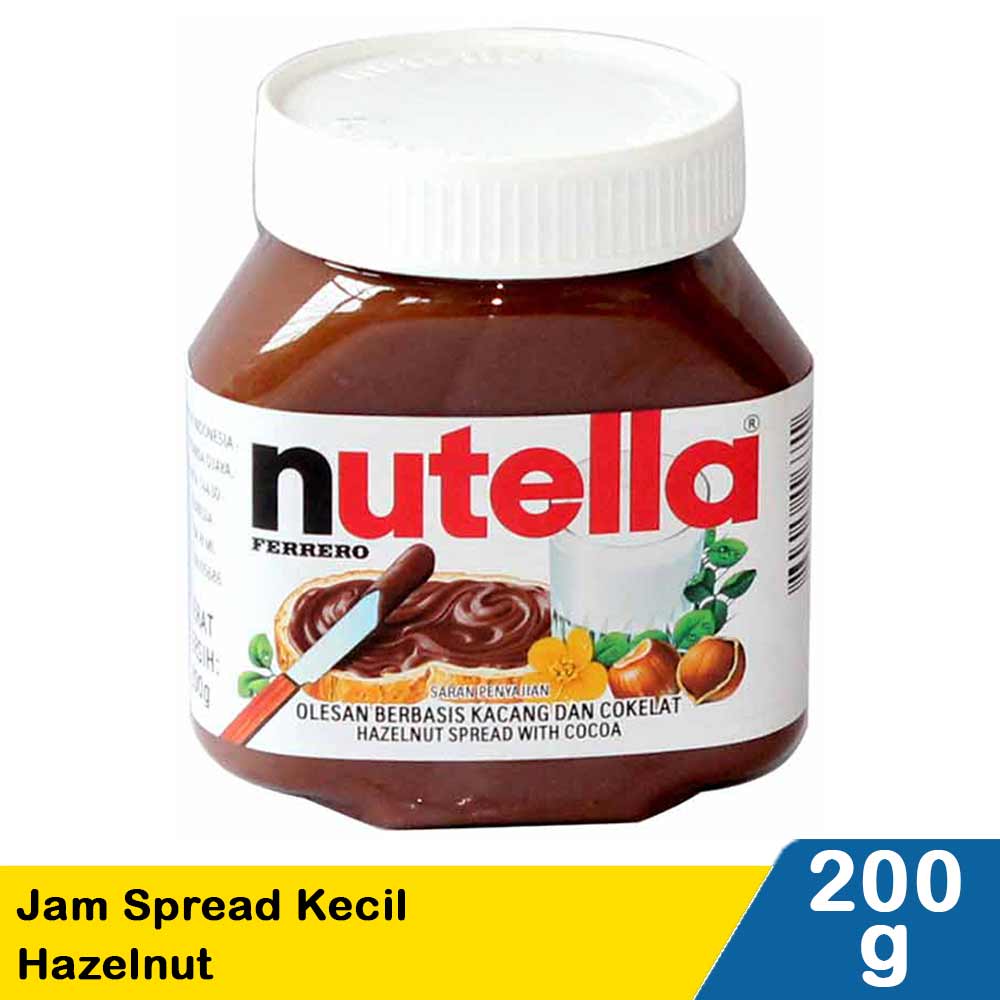 nutella
®
FERRERO
SARAN PENYAJIAN
OLESAN BERBASIS KACANG DAN COKELAT
HAZELNUT SPREAD WITH COCOA
Jam Spread Kecil
Hazelnut
200
g